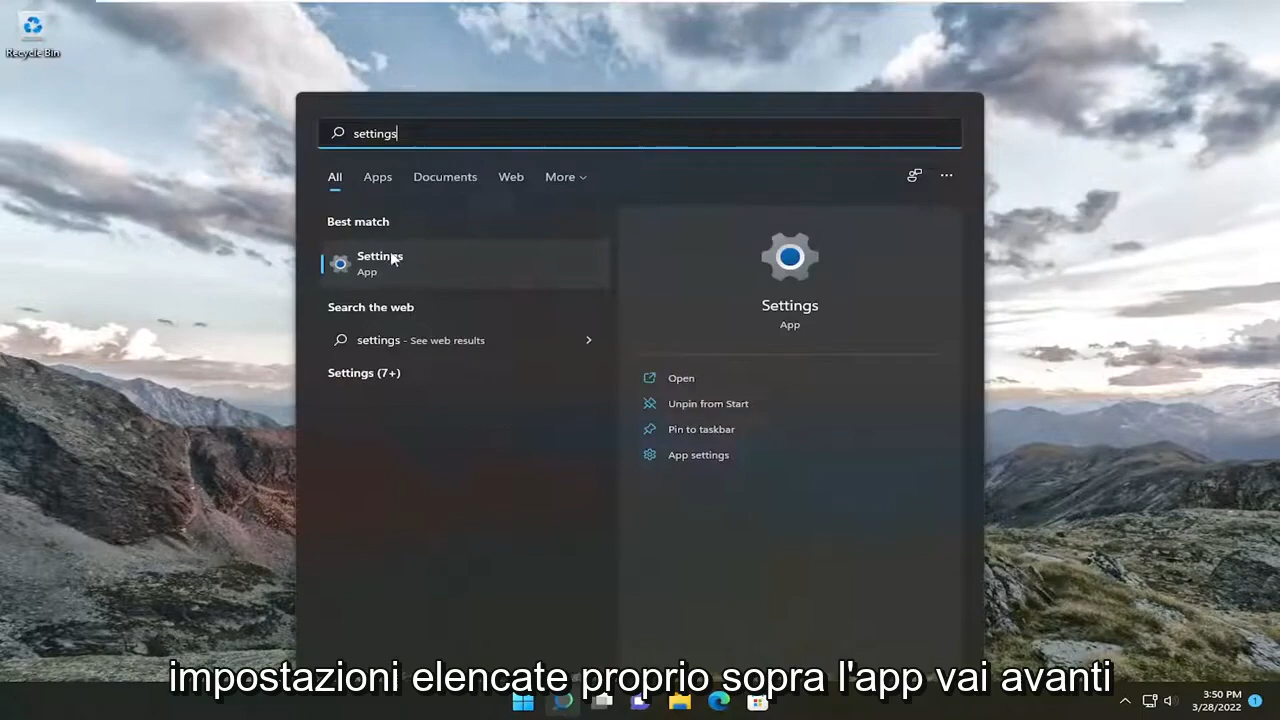 Recycle Bin
settings
All Apps Documents Web More
Best match
Settings
App
Search the web
settings - See web results
Settings (7+)
Settings
App
Open
Unpin from Start
Pin to taskbar
App settings
impostazioni elencate proprio sopra l'app vai avanti
3:50 PM
3/28/2022
1